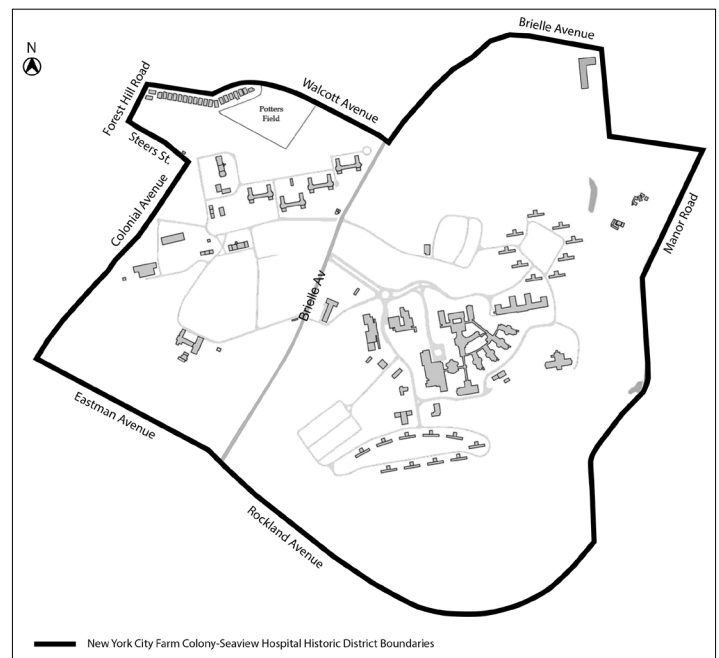 Brielle Avenue
N
Forest Hill Road
Walcott Avenue
Potters
Field
Steers St.
Colonial Avenue
Manor Road
Brielle Av
Eastman Avenue
Rockland Avenue
New York City Farm Colony-Seaview Hospital Historic District Boundaries